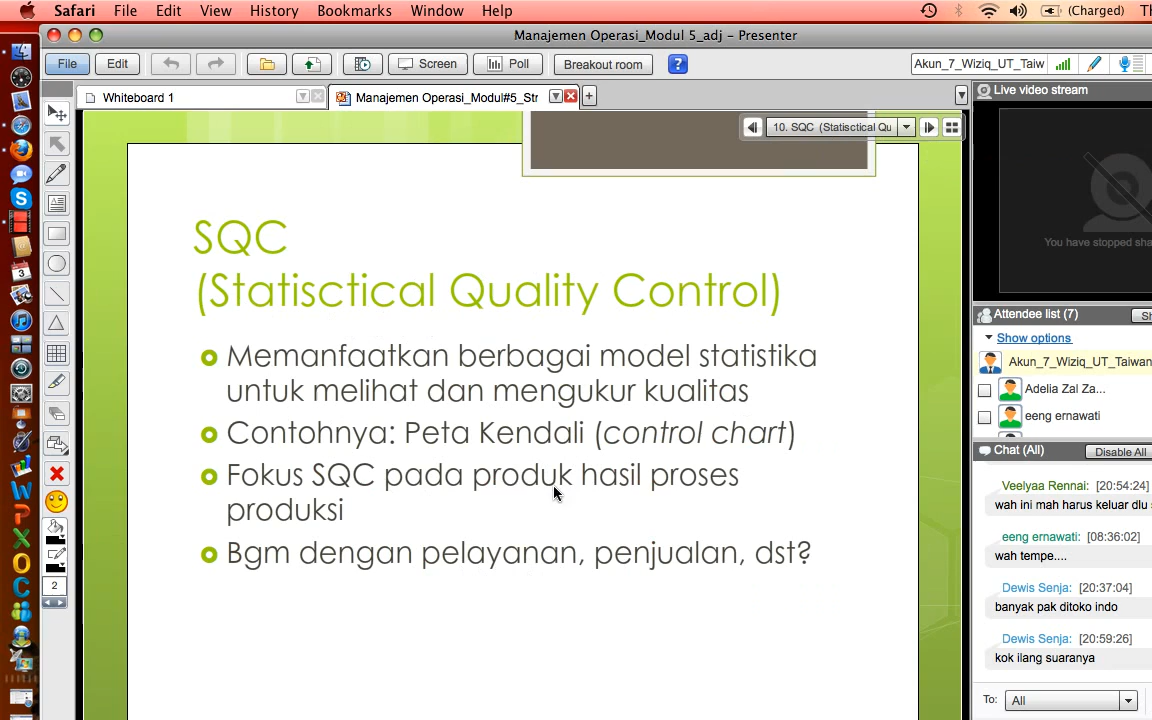 Safari File Edit View History Bookmarks Window Help (Charged)
Manajemen Operasi_Modul 5_adj – Presenter
File Edit Screen Poll Breakout room ? Akun_7_Wiziq_UT_Taiw
Whiteboard 1 Manajemen Operasi_Modul#5_Str
Live video stream
10. SQC (Statisctical Qu
You have stopped sha
SQC
(Statisctical Quality Control)
Memanfaatkan berbagai model statistika
untuk melihat dan mengukur kualitas
Contohnya: Peta Kendali (control chart)
Fokus SQC pada produk hasil proses
produksi
Bgm dengan pelayanan, penjualan, dst?
2
Attendee list (7)
Show options
Akun_7_Wiziq_UT_Taiwan
Adelia Zal Za...
eeng ernawati
Chat (All) Disable All
Veelyaa Rennai: [20:54:24]
wah ini mah harus keluar dlu
eeng ernawati: [08:36:02]
wah tempe....
Dewis Senja: [20:37:04]
banyak pak ditoko indo
Dewis Senja: [20:59:26]
kok ilang suaranya
To: All